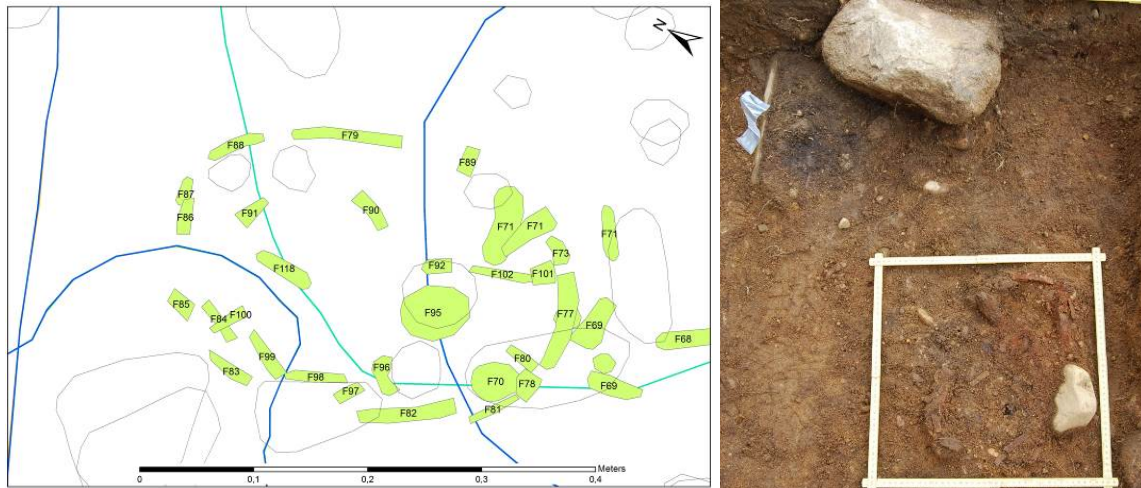 N
F79
F88
F89
F87
F86
F91
F90
F71
F71
F71
F73
F118
F92
F102
F101
F85
F84
F100
F95
F77
F69
F68
F99
F83
F98
F96
F97
F80
F70
F78
F69
F82
F81
Meters
0 0,1 0,2 0,3 0,4